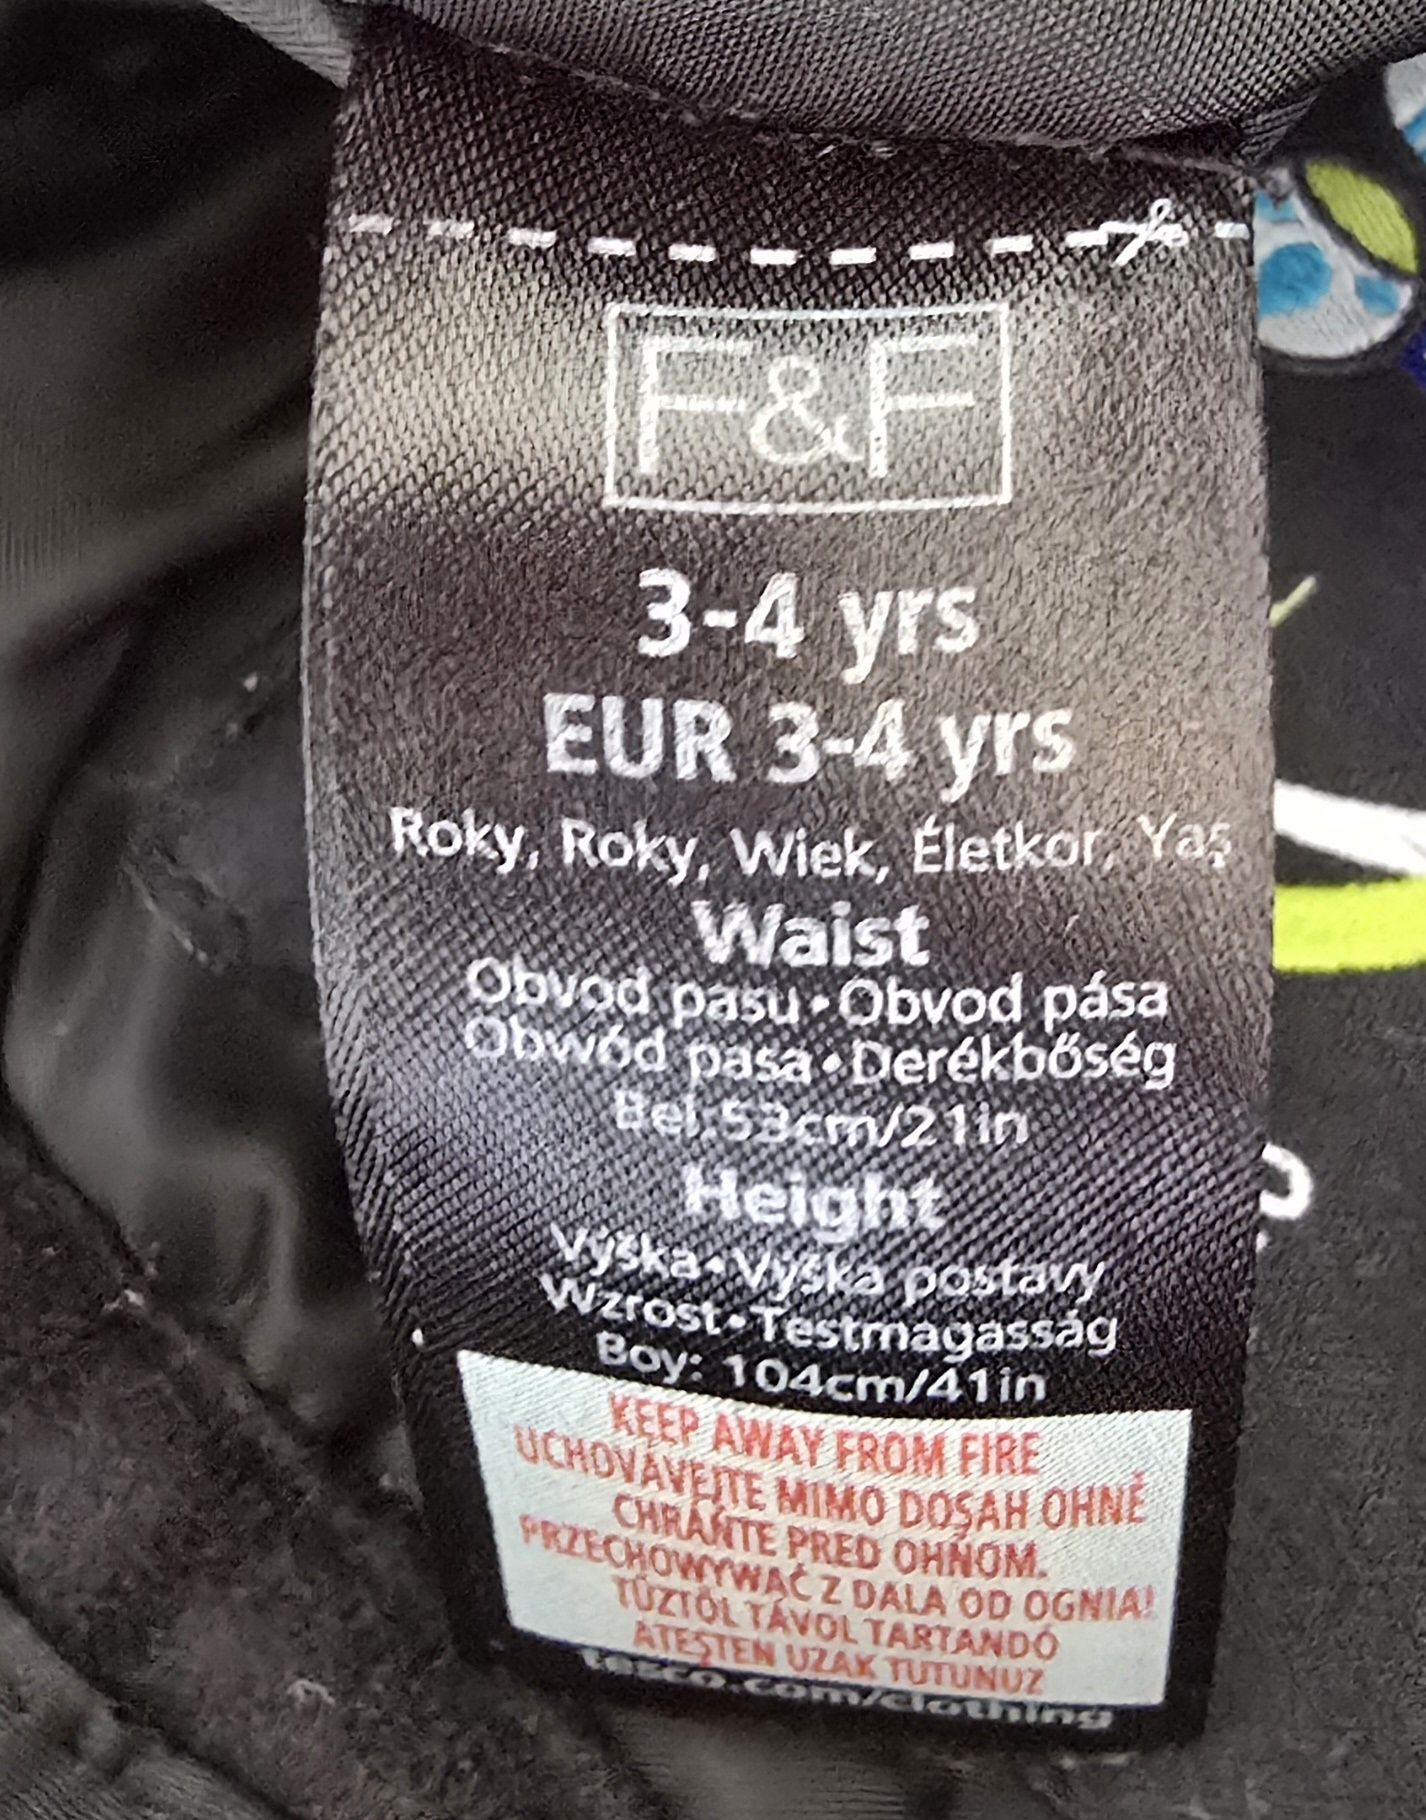 F&F
3-4 yrs
EUR 3-4 yrs
Roky, Roky, Wiek, Életkor, Yaş
Waist
Obvod pasu • Obvod pása
Obwód pasa • Derékbőség
Bel:53cm/21in
Height
Výška • Výška postavy
Wzrost • Testmagasság
Boy: 104cm/41in
KEEP AWAY FROM FIRE
UCHOVÁVEJTE MIMO DOSAH OHNĚ
CHRÁŇTE PRED OHŇOM.
PRZECHOWYWAĆ Z DALA OD OGNIA!
TŰZTŐL TÁVOL TARTANDÓ
ATEŞTEN UZAK TUTUNUZ
tesco.com/clothing